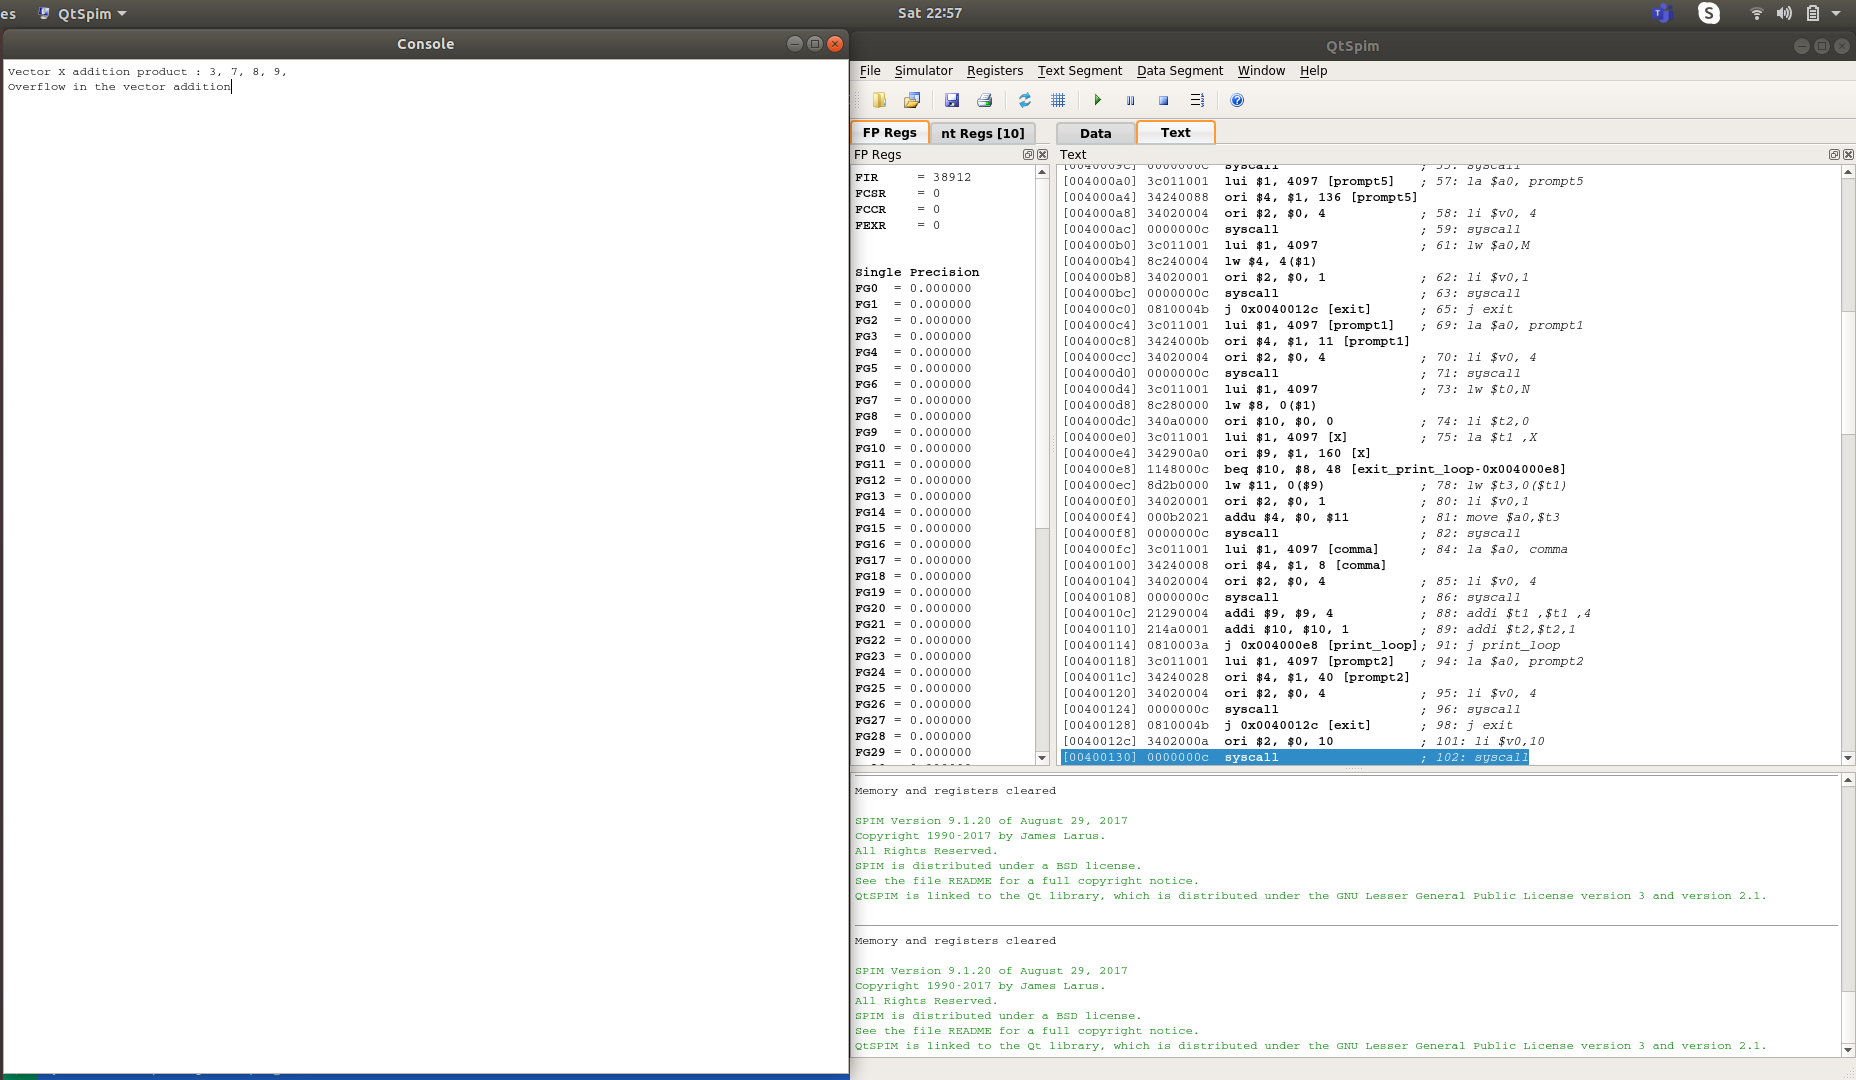 es QtSpim Sat 22:57
Console
Vector X addition product : 3, 7, 8, 9,
Overflow in the vector addition
QtSpim
File Simulator Registers Text Segment Data Segment Window Help
FP Regs nt Regs [10]
FP Regs
FIR = 38912
FCSR = 0
FCCR = 0
FEXR = 0
Single Precision
FG0 = 0.000000
FG1 = 0.000000
FG2 = 0.000000
FG3 = 0.000000
FG4 = 0.000000
FG5 = 0.000000
FG6 = 0.000000
FG7 = 0.000000
FG8 = 0.000000
FG9 = 0.000000
FG10 = 0.000000
FG11 = 0.000000
FG12 = 0.000000
FG13 = 0.000000
FG14 = 0.000000
FG15 = 0.000000
FG16 = 0.000000
FG17 = 0.000000
FG18 = 0.000000
FG19 = 0.000000
FG20 = 0.000000
FG21 = 0.000000
FG22 = 0.000000
FG23 = 0.000000
FG24 = 0.000000
FG25 = 0.000000
FG26 = 0.000000
FG27 = 0.000000
FG28 = 0.000000
FG29 = 0.000000
Data Text
Text
[0040009c] 0000000c syscall ; 55: syscall
[004000a0] 3c011001 lui $1, 4097 [prompt5] ; 57: la $a0, prompt5
[004000a4] 34240088 ori $4, $1, 136 [prompt5]
[004000a8] 34020004 ori $2, $0, 4 ; 58: li $v0, 4
[004000ac] 0000000c syscall ; 59: syscall
[004000b0] 3c011001 lui $1, 4097 ; 61: lw $a0,M
[004000b4] 8c240004 lw $4, 4($1)
[004000b8] 34020001 ori $2, $0, 1 ; 62: li $v0,1
[004000bc] 0000000c syscall ; 63: syscall
[004000c0] 0810004b j 0x0040012c [exit] ; 65: j exit
[004000c4] 3c011001 lui $1, 4097 [prompt1] ; 69: la $a0, prompt1
[004000c8] 3424000b ori $4, $1, 11 [prompt1]
[004000cc] 34020004 ori $2, $0, 4 ; 70: li $v0, 4
[004000d0] 0000000c syscall ; 71: syscall
[004000d4] 3c011001 lui $1, 4097 ; 73: lw $t0,N
[004000d8] 8c280000 lw $8, 0($1)
[004000dc] 340a0000 ori $10, $0, 0 ; 74: li $t2,0
[004000e0] 3c011001 lui $1, 4097 [X] ; 75: la $t1 ,X
[004000e4] 342900a0 ori $9, $1, 160 [X]
[004000e8] 1148000c beq $10, $8, 48 [exit_print_loop-0x004000e8]
[004000ec] 8d2b0000 lw $11, 0($9) ; 78: lw $t3,0($t1)
[004000f0] 34020001 ori $2, $0, 1 ; 80: li $v0,1
[004000f4] 000b2021 addu $4, $0, $11 ; 81: move $a0,$t3
[004000f8] 0000000c syscall ; 82: syscall
[004000fc] 3c011001 lui $1, 4097 [comma] ; 84: la $a0, comma
[00400100] 34240008 ori $4, $1, 8 [comma]
[00400104] 34020004 ori $2, $0, 4 ; 85: li $v0, 4
[00400108] 0000000c syscall ; 86: syscall
[0040010c] 21290004 addi $9, $9, 4 ; 88: addi $t1 ,$t1 ,4
[00400110] 214a0001 addi $10, $10, 1 ; 89: addi $t2,$t2,1
[00400114] 0810003a j 0x004000e8 [print_loop]; 91: j print_loop
[00400118] 3c011001 lui $1, 4097 [prompt2] ; 94: la $a0, prompt2
[0040011c] 34240028 ori $4, $1, 40 [prompt2]
[00400120] 34020004 ori $2, $0, 4 ; 95: li $v0, 4
[00400124] 0000000c syscall ; 96: syscall
[00400128] 0810004b j 0x0040012c [exit] ; 98: j exit
[0040012c] 3402000a ori $2, $0, 10 ; 101: li $v0,10
[00400130] 0000000c syscall ; 102: syscall
Memory and registers cleared
SPIM Version 9.1.20 of August 29, 2017
Copyright 1990-2017 by James Larus.
All Rights Reserved.
SPIM is distributed under a BSD license.
See the file README for a full copyright notice.
QtSPIM is linked to the Qt library, which is distributed under the GNU Lesser General Public License version 3 and version 2.1.
Memory and registers cleared
SPIM Version 9.1.20 of August 29, 2017
Copyright 1990-2017 by James Larus.
All Rights Reserved.
SPIM is distributed under a BSD license.
See the file README for a full copyright notice.
QtSPIM is linked to the Qt library, which is distributed under the GNU Lesser General Public License version 3 and version 2.1.